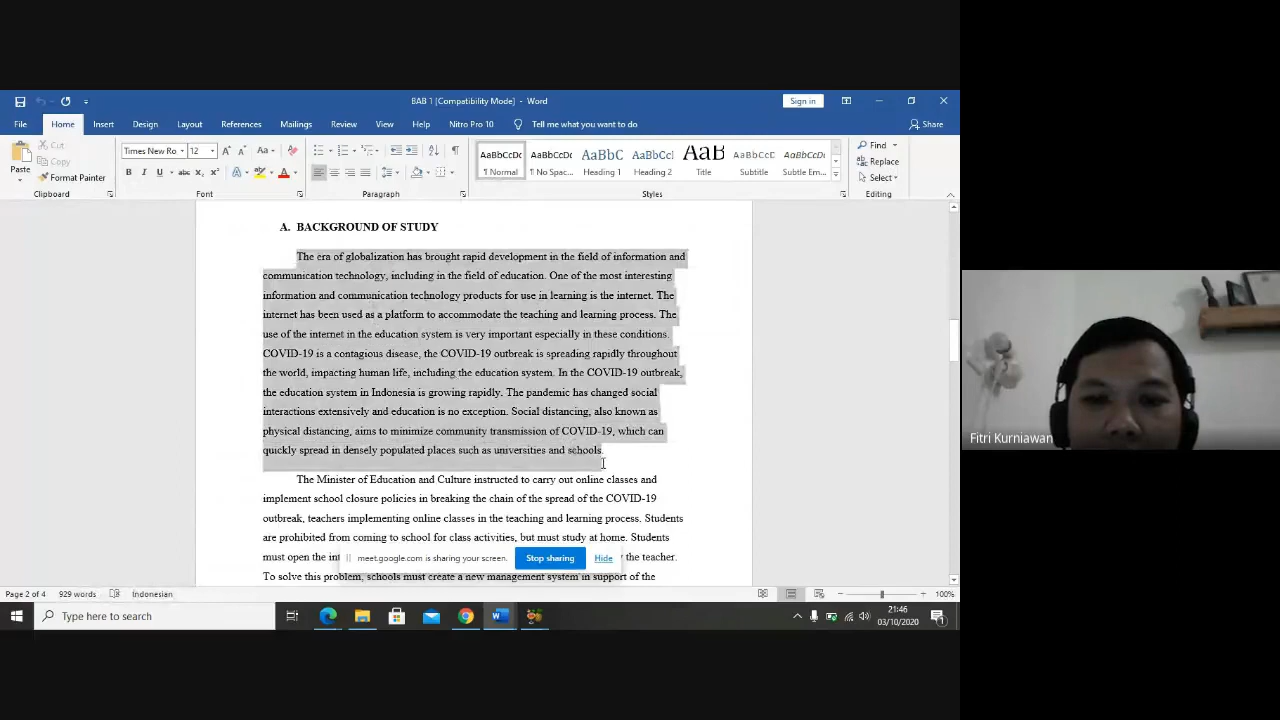 BAB 1 [Compatibility Mode] - Word
Sign in
File Home Insert Design Layout References Mailings Review View Help Nitro Pro 10 Tell me what you want to do Share
Paste
Cut
Copy
Format Painter
Clipboard
Times New Ro 12
Font
Paragraph
AaBbCcDc AaBbCcDc AaBbC AaBbCcI AaB AaBbCcD AaBbCcDc
¶ Normal ¶ No Spac... Heading 1 Heading 2 Title Subtitle Subtle Em...
Styles
Find
Replace
Select
Editing
A. BACKGROUND OF STUDY
The era of globalization has brought rapid development in the field of information and
communication technology, including in the field of education. One of the most interesting
information and communication technology products for use in learning is the internet. The
internet has been used as a platform to accommodate the teaching and learning process. The
use of the internet in the education system is very important especially in these conditions.
COVID-19 is a contagious disease, the COVID-19 outbreak is spreading rapidly throughout
the world, impacting human life, including the education system. In the COVID-19 outbreak,
the education system in Indonesia is growing rapidly. The pandemic has changed social
interactions extensively and education is no exception. Social distancing, also known as
physical distancing, aims to minimize community transmission of COVID-19, which can
quickly spread in densely populated places such as universities and schools.
The Minister of Education and Culture instructed to carry out online classes and
implement school closure policies in breaking the chain of the spread of the COVID-19
outbreak, teachers implementing online classes in the teaching and learning process. Students
are prohibited from coming to school for class activities, but must study at home. Students
must open the int the teacher.
meet.google.com is sharing your screen. Stop sharing Hide
To solve this problem, schools must create a new management system in support of the
Page 2 of 4 929 words Indonesian 100%
Type here to search
21:46
03/10/2020
Fitri Kurniawan